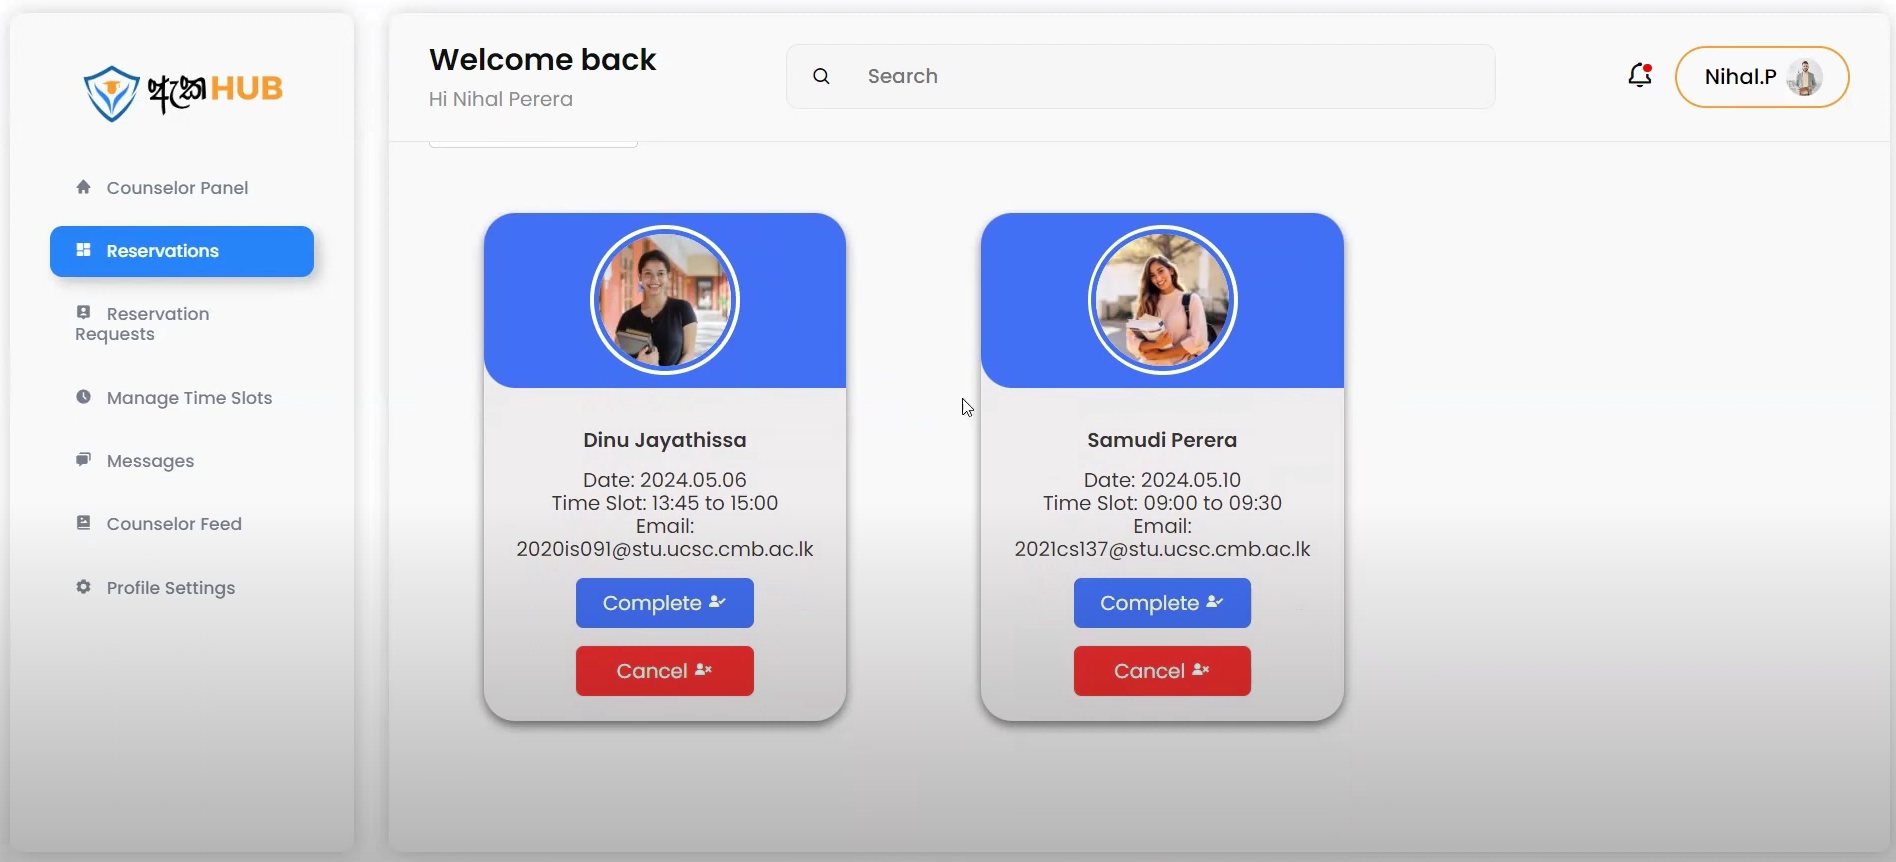 ඇත HUB
Counselor Panel
Reservations
Reservation
Requests
Manage Time Slots
Messages
Counselor Feed
Profile Settings
Welcome back
Hi Nihal Perera
Search
Nihal.P
Dinu Jayathissa
Date: 2024.05.06
Time Slot: 13:45 to 15:00
Email:
2020is091@stu.ucsc.cmb.ac.lk
Complete
Cancel
Samudi Perera
Date: 2024.05.10
Time Slot: 09:00 to 09:30
Email:
2021cs137@stu.ucsc.cmb.ac.lk
Complete
Cancel